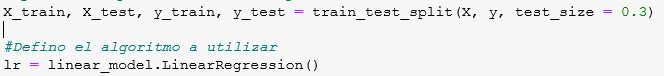 X_train, X_test, y_train, y_test = train_test_split(X, y, test_size = 0.3)
#Defino el algoritmo a utilizar
lr = linear_model.LinearRegression()